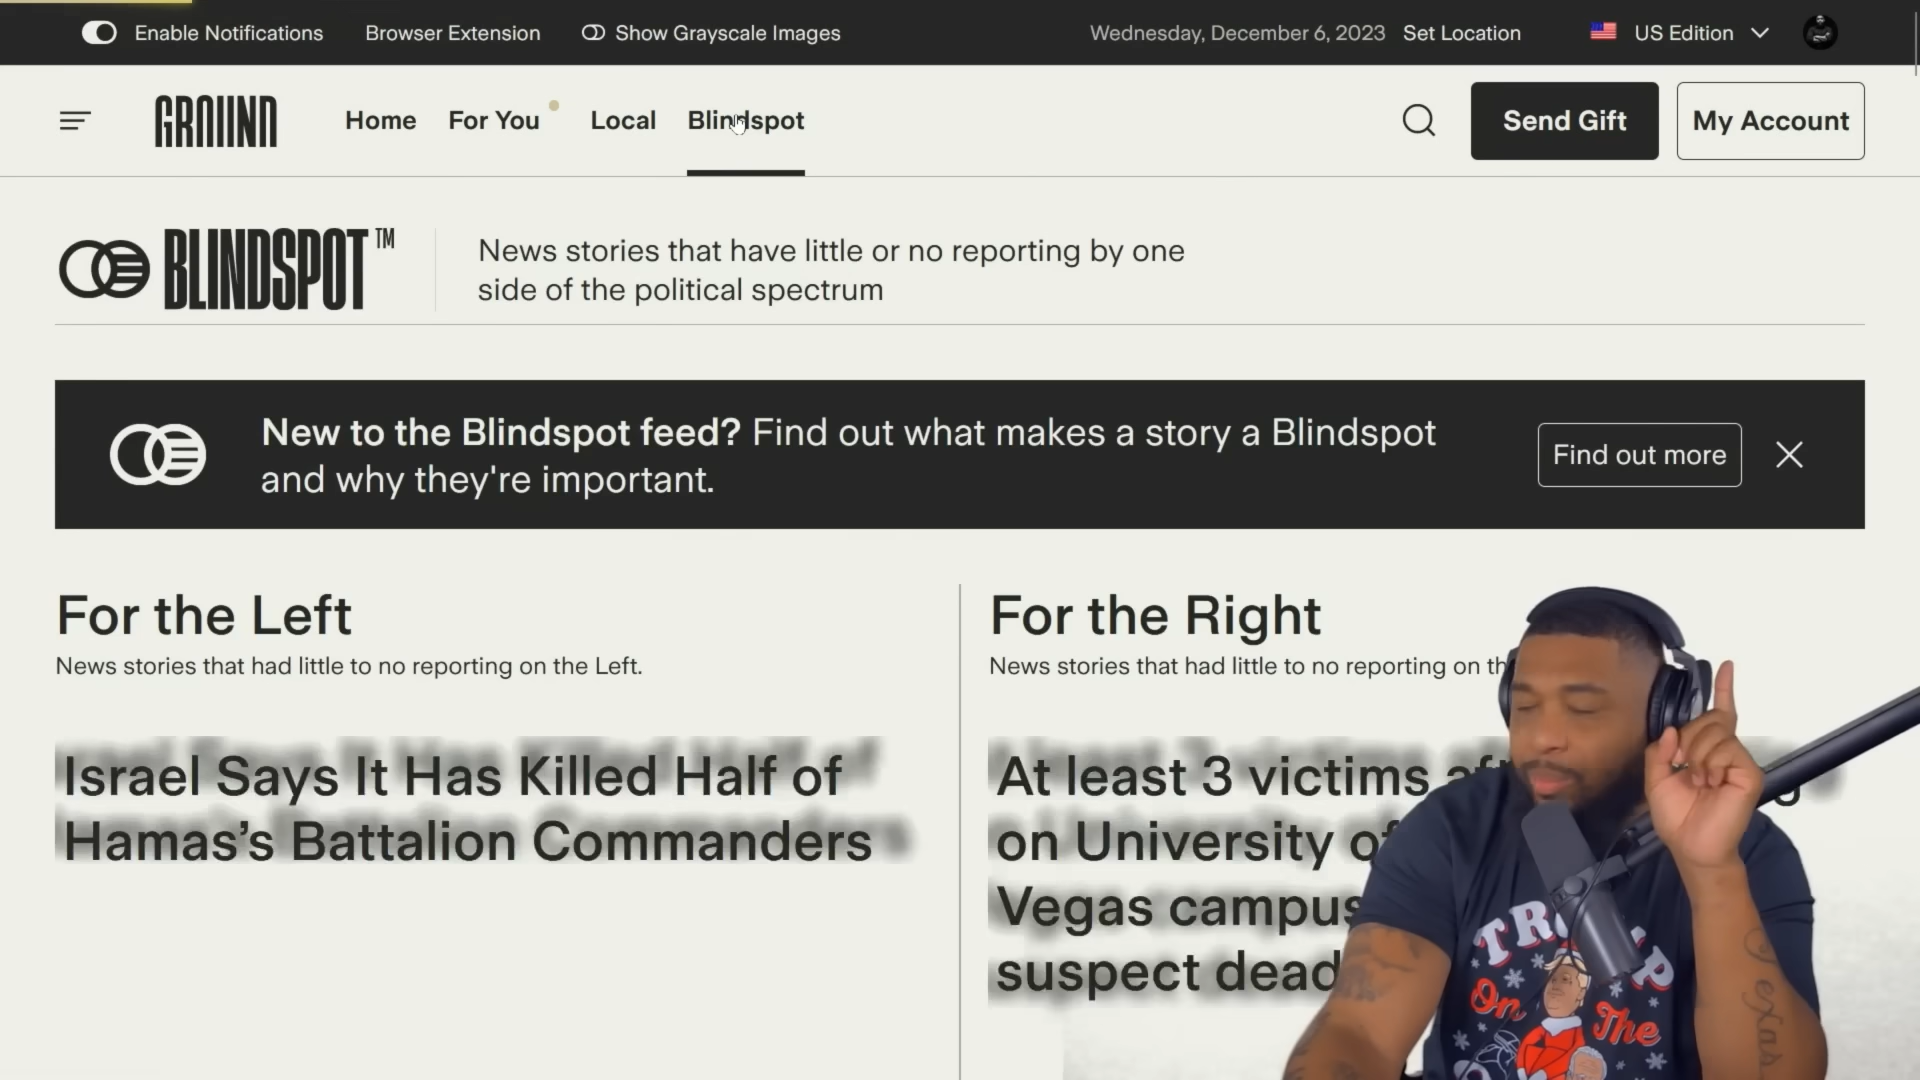 Enable Notifications
Browser Extension
Show Grayscale Images
Wednesday, December 6, 2023
Set Location
US Edition
GROUND
Home
For You
Local
Blindspot
Send Gift
My Account
BLINDSPOT™
News stories that have little or no reporting by one
side of the political spectrum
New to the Blindspot feed? Find out what makes a story a Blindspot
and why they're important.
Find out more
For the Left
News stories that had little to no reporting on the Left.
Israel Says It Has Killed Half of
Hamas’s Battalion Commanders
For the Right
News stories that had little to no reporting on
At least 3 victims
on University of
Vegas campus
suspect dead
TRUMP
On The